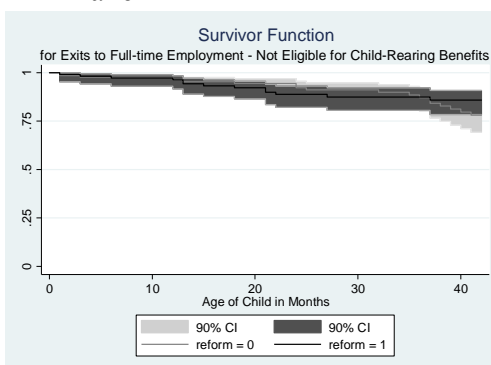 Survivor Function
for Exits to Full-time Employment - Not Eligible for Child-Rearing Benefits
1
.75
.5
.25
0
0 10 20 30 40
Age of Child in Months
90% CI 90% CI
reform = 0 reform = 1